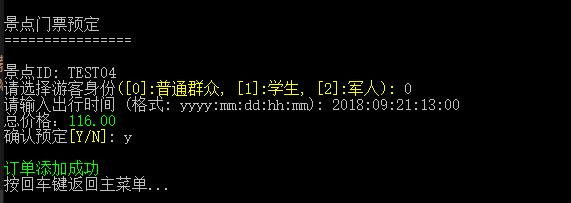 景点门票预定
================
景点ID: TEST04
请选择游客身份([0]:普通群众, [1]:学生, [2]:军人): 0
请输入出行时间 (格式: yyyy:mm:dd:hh:mm): 2018:09:21:13:00
总价格: 116.00
确认预定[Y/N]: y
订单添加成功
按回车键返回主菜单...